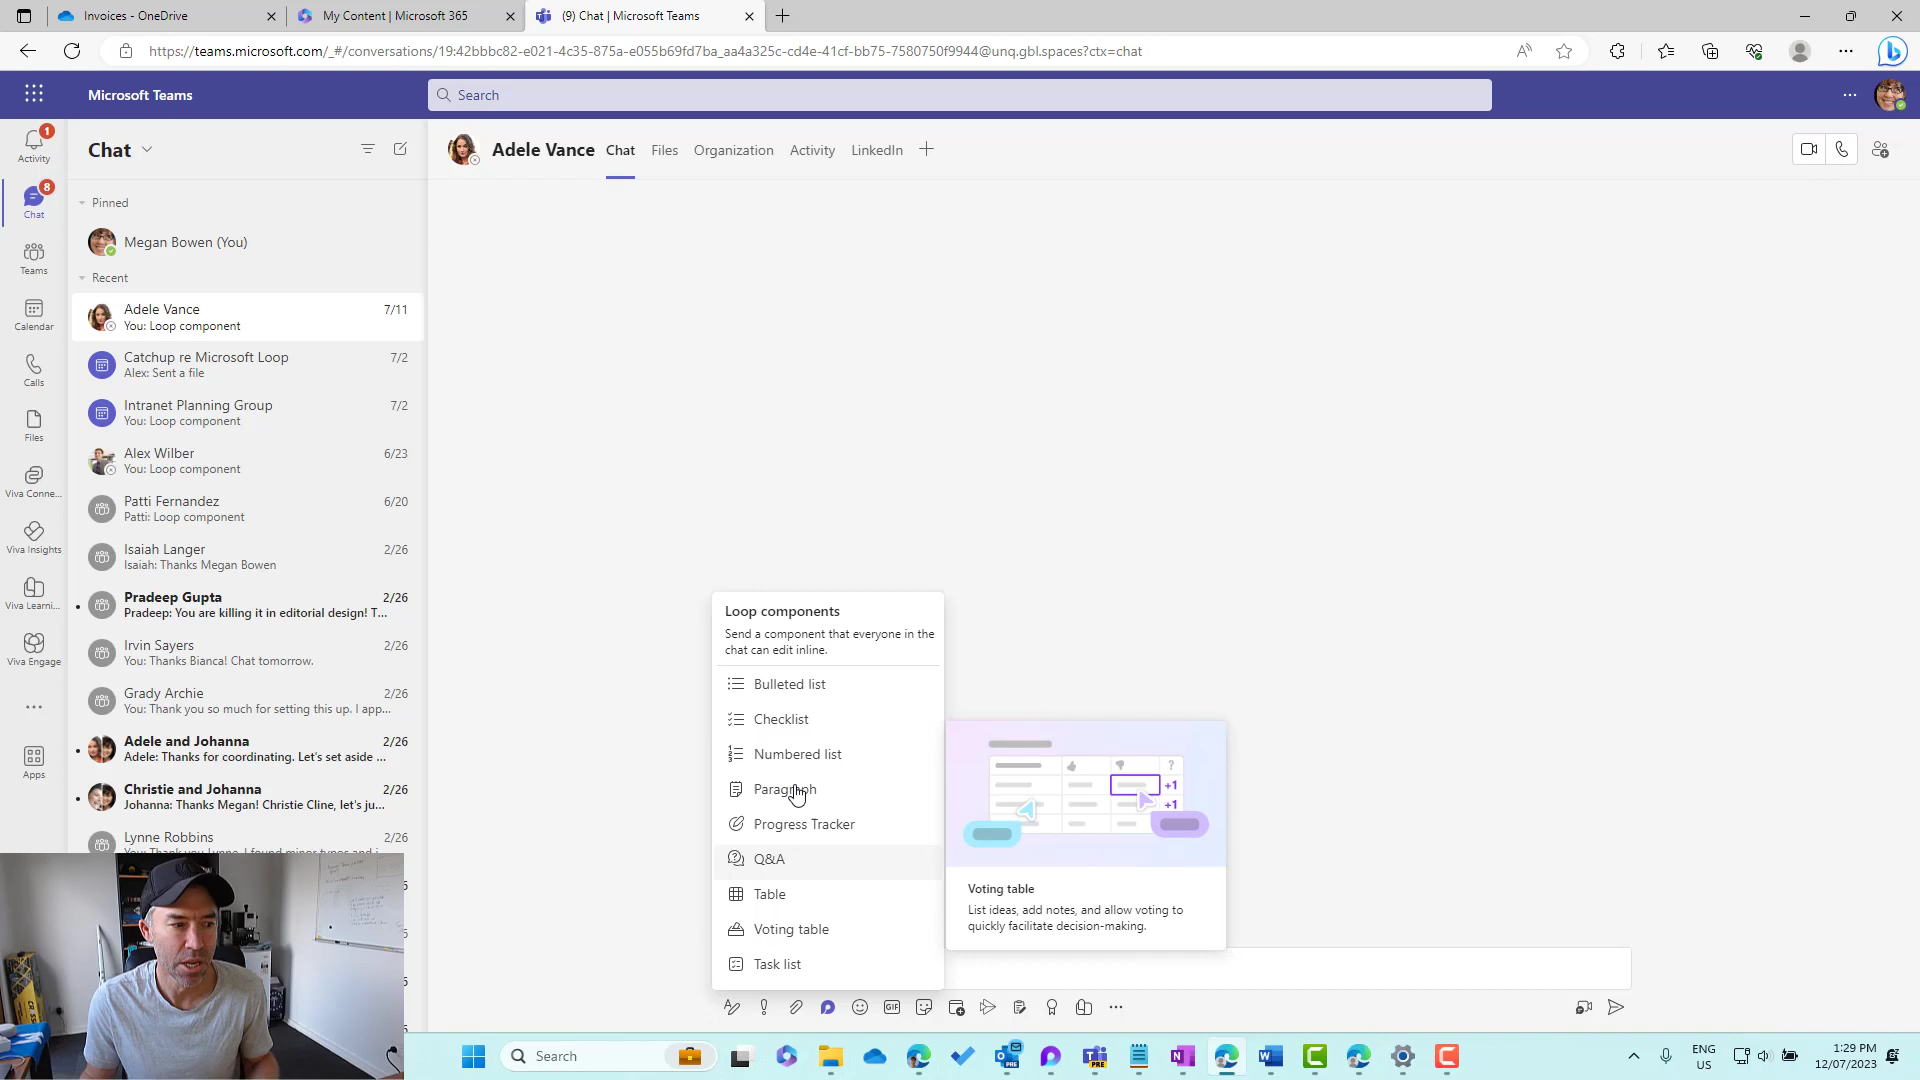 Invoices - OneDrive
My Content | Microsoft 365
(9) Chat | Microsoft Teams
https://teams.microsoft.com/_#/conversations/19:42bbbc82-e021-4c35-875a-e055b69fd7ba_aa4a325c-cd4e-41cf-bb75-7580750f9944@unq.gbl.spaces?ctx=chat
Microsoft Teams
Search
1
Activity
8
Chat
Teams
Calendar
Calls
Files
Viva Conne...
Viva Insights
Viva Learni...
Viva Engage
Apps
Chat
Pinned
Megan Bowen (You)
Recent
Adele Vance 7/11
You: Loop component
Catchup re Microsoft Loop 7/2
Alex: Sent a file
Intranet Planning Group 7/2
You: Loop component
Alex Wilber 6/23
You: Loop component
Patti Fernandez 6/20
Patti: Loop component
Isaiah Langer 2/26
Isaiah: Thanks Megan Bowen
Pradeep Gupta 2/26
Pradeep: You are killing it in editorial design! T...
Irvin Sayers 2/26
You: Thanks Bianca! Chat tomorrow.
Grady Archie 2/26
You: Thank you so much for setting this up. I app...
Adele and Johanna 2/26
Adele: Thanks for coordinating. Let's set aside ...
Christie and Johanna 2/26
Johanna: Thanks Megan! Christie Cline, let's ju...
Lynne Robbins 2/26
Adele Vance
Chat
Files
Organization
Activity
LinkedIn
Loop components
Send a component that everyone in the
chat can edit inline.
Bulleted list
Checklist
Numbered list
Paragraph
Progress Tracker
Q&A
Table
Voting table
Task list
?
+1
+1
Voting table
List ideas, add notes, and allow voting to
quickly facilitate decision-making.
GIF
Search
PRE
PRE
ENG
US
1:29 PM
12/07/2023